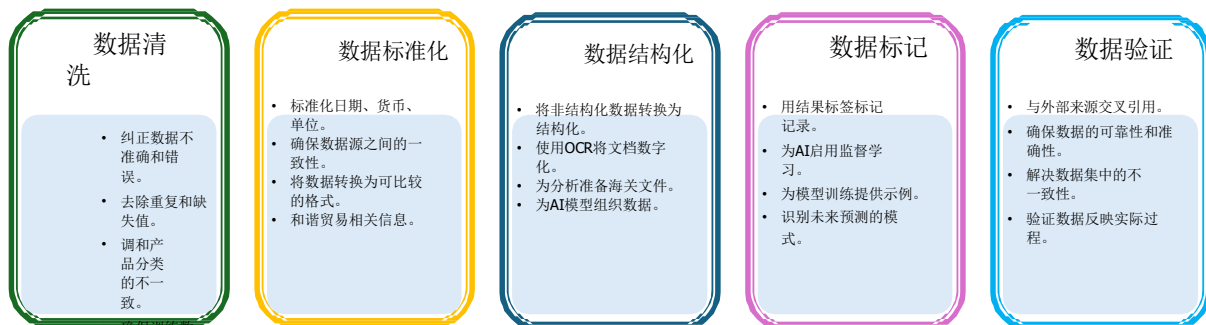 数据清
洗
• 纠正数据不
准确和错
误。
• 去除重复和缺
失值。
• 调和产
品分类
的不一
致。
数据标准化
• 标准化日期、货币、
单位。
• 确保数据源之间的一
致性。
• 将数据转换为可比较
的格式。
• 和谐贸易相关信息。
数据结构化
• 将非结构化数据转换为
结构化。
• 使用OCR将文档数字
化。
• 为分析准备海关文件。
• 为AI模型组织数据。
数据标记
• 用结果标签标记
记录。
• 为AI启用监督学
习。
• 为模型训练提供示例。
• 识别未来预测的模
式。
数据验证
• 与外部来源交叉引用。
• 确保数据的可靠性和准
确性。
• 解决数据集中的不
一致性。
• 验证数据反映实际过
程。